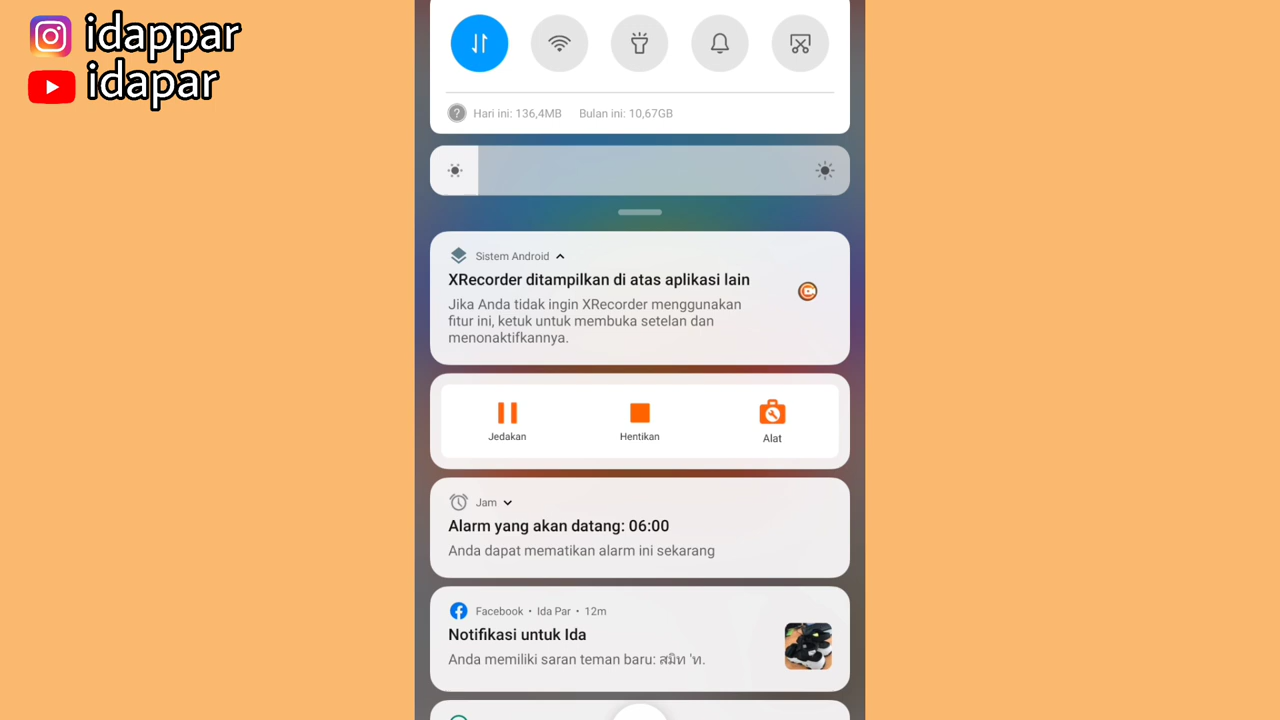 idappar
idapar
Hari ini: 136,4MB Bulan ini: 10,67GB
Sistem Android
XRecorder ditampilkan di atas aplikasi lain
Jika Anda tidak ingin XRecorder menggunakan
fitur ini, ketuk untuk membuka setelan dan
menonaktifkannya.
Jedakan
Hentikan
Alat
Jam
Alarm yang akan datang: 06:00
Anda dapat mematikan alarm ini sekarang
Facebook • Ida Par • 12m
Notifikasi untuk Ida
Anda memiliki saran teman baru: สมิท 'ท.